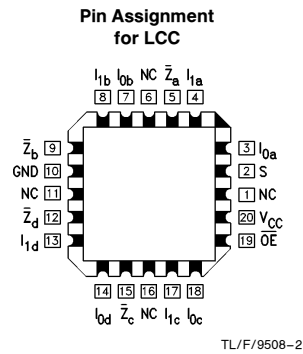 Pin Assignment
for LCC
I1b I0b NC Z̅a I1a
8 7 6 5 4
Z̅b 9
GND 10
NC 11
Z̅d 12
I1d 13
3 I0a
2 S
1 NC
20 VCC
19 O̅E̅
14 15 16 17 18
I0d Z̅c NC I1c I0c
TL/F/9508–2